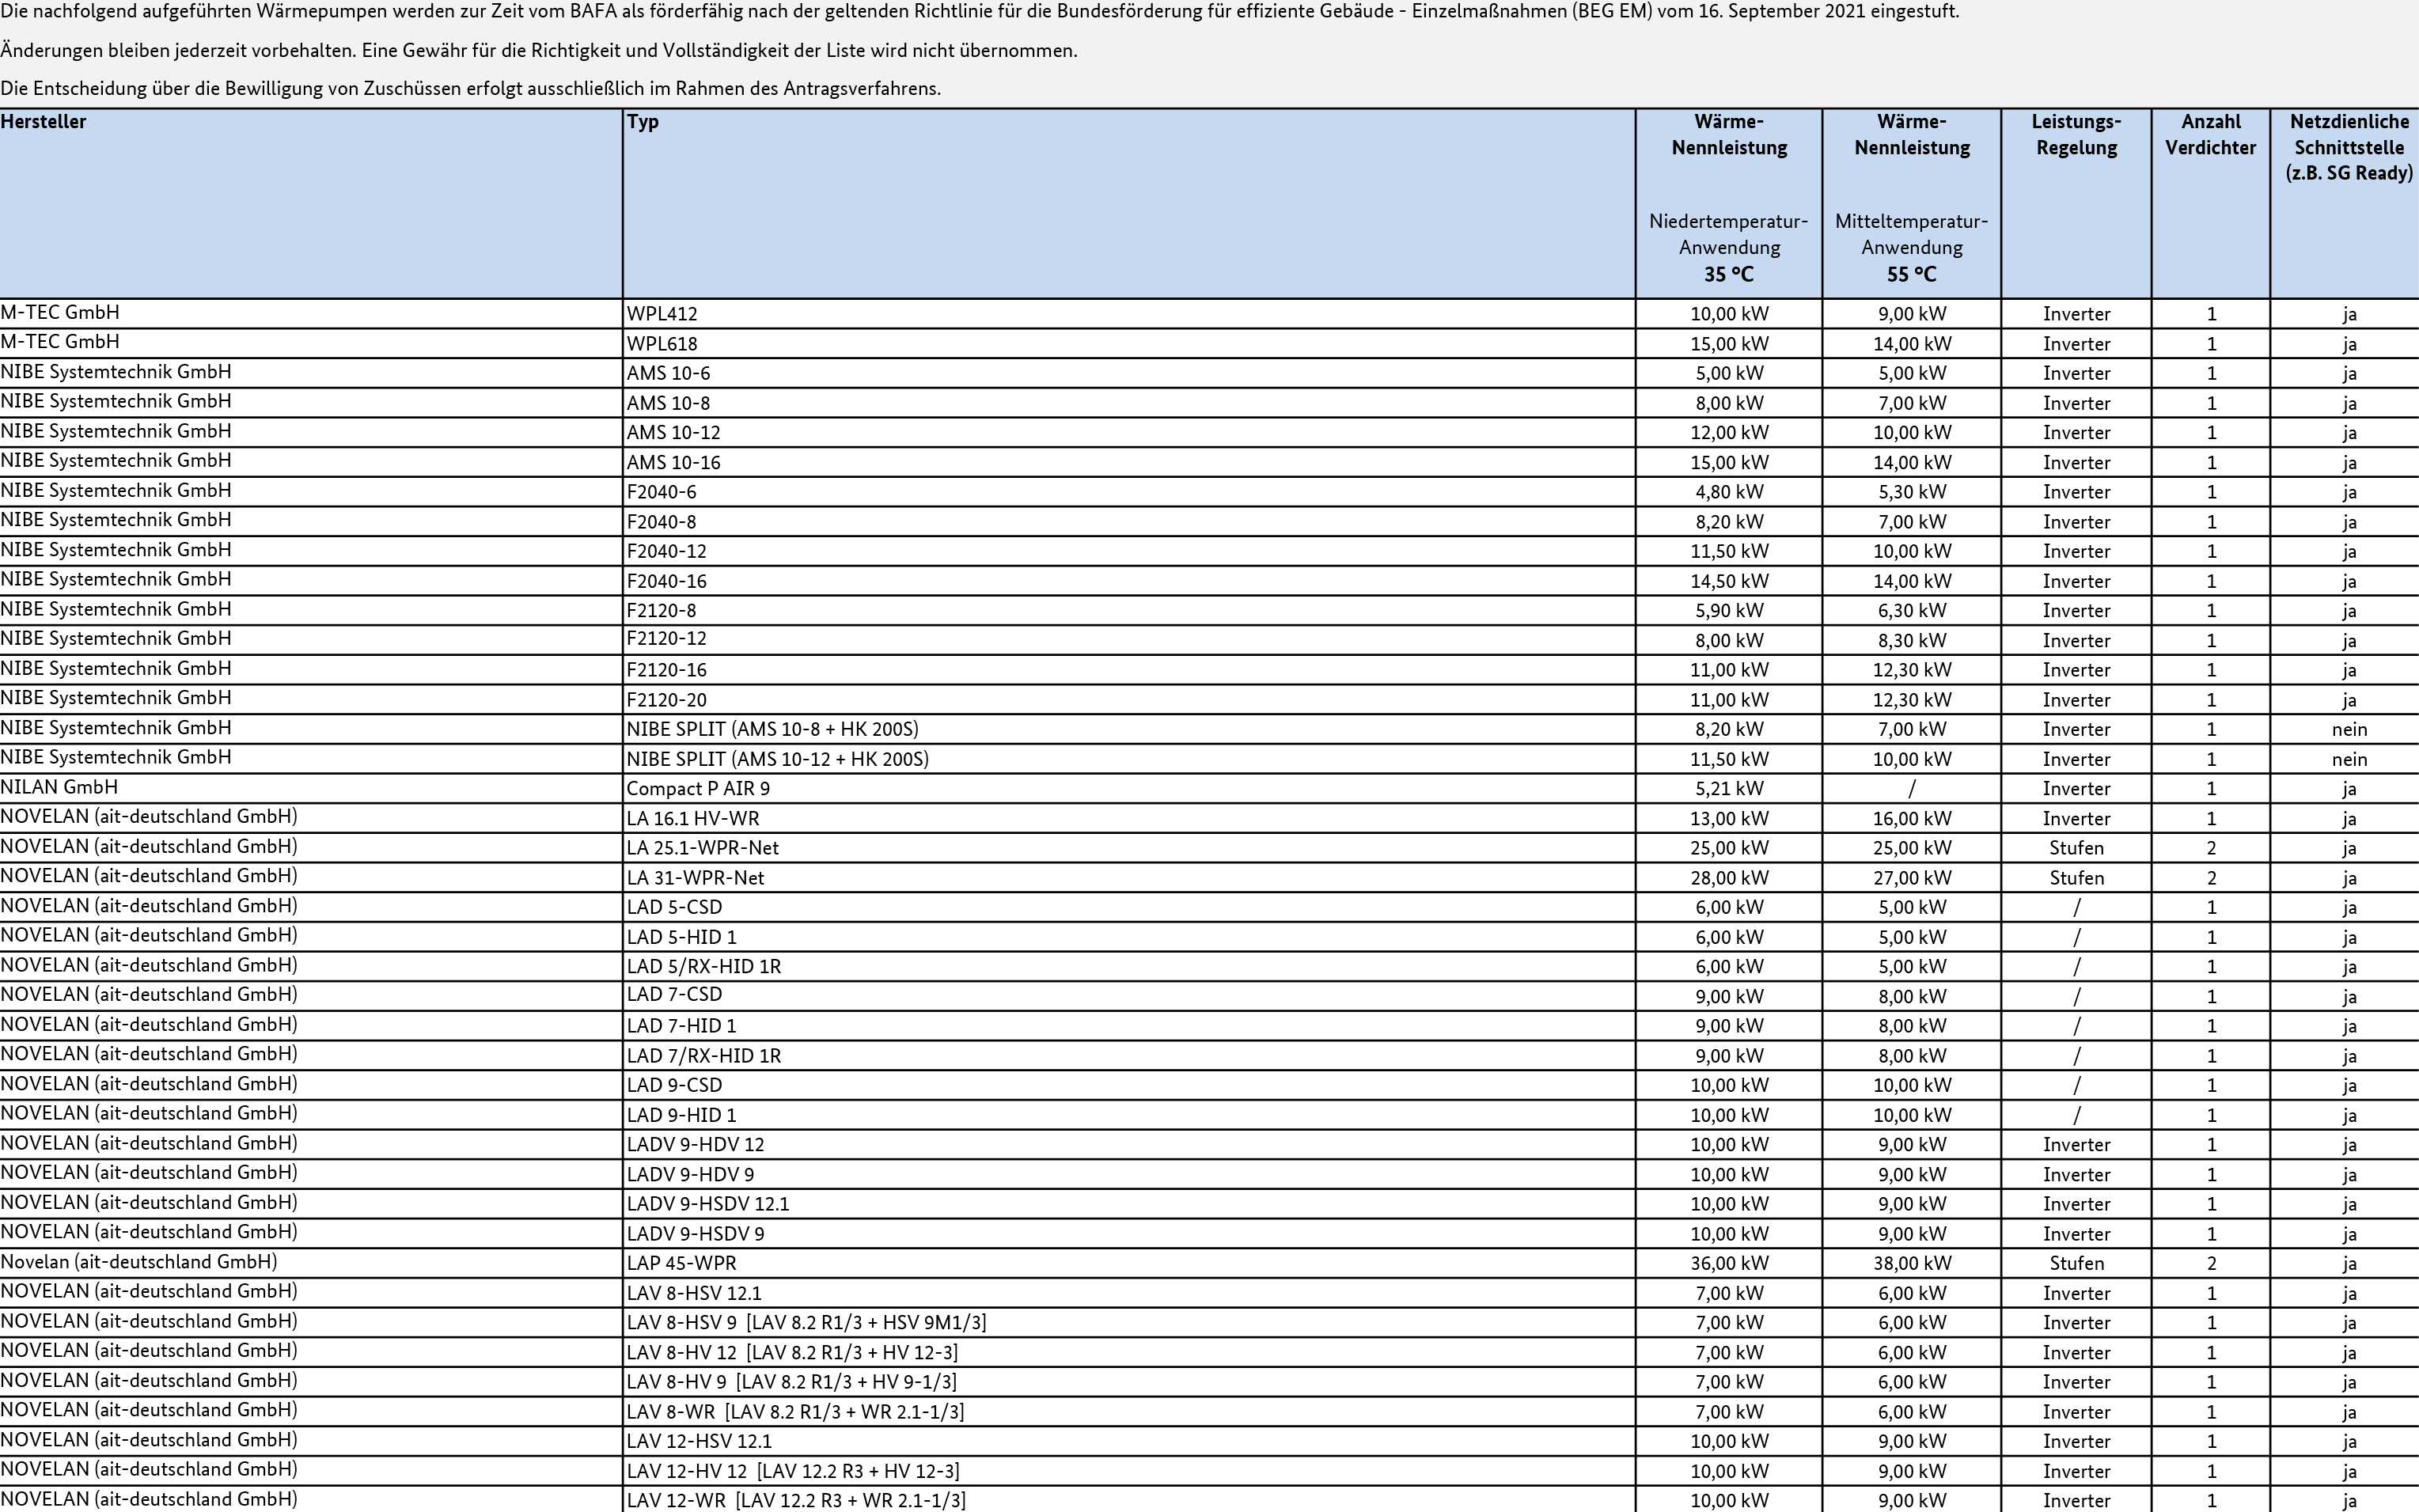 Die nachfolgend aufgeführten Wärmepumpen werden zur Zeit vom BAFA als förderfähig nach der geltenden Richtlinie für die Bundesförderung für effiziente Gebäude - Einzelmaßnahmen (BEG EM) vom 16. September 2021 eingestuft.
Änderungen bleiben jederzeit vorbehalten. Eine Gewähr für die Richtigkeit und Vollständigkeit der Liste wird nicht übernommen.
Die Entscheidung über die Bewilligung von Zuschüssen erfolgt ausschließlich im Rahmen des Antragsverfahrens.
Hersteller Typ Wärme- Wärme- Leistungs- Anzahl Netzdienliche
Nennleistung Nennleistung Regelung Verdichter Schnittstelle
(z.B. SG Ready)
Niedertemperatur- Mitteltemperatur-
Anwendung Anwendung
35 °C 55 °C
M-TEC GmbH WPL412 10,00 kW 9,00 kW Inverter 1 ja
M-TEC GmbH WPL618 15,00 kW 14,00 kW Inverter 1 ja
NIBE Systemtechnik GmbH AMS 10-6 5,00 kW 5,00 kW Inverter 1 ja
NIBE Systemtechnik GmbH AMS 10-8 8,00 kW 7,00 kW Inverter 1 ja
NIBE Systemtechnik GmbH AMS 10-12 12,00 kW 10,00 kW Inverter 1 ja
NIBE Systemtechnik GmbH AMS 10-16 15,00 kW 14,00 kW Inverter 1 ja
NIBE Systemtechnik GmbH F2040-6 4,80 kW 5,30 kW Inverter 1 ja
NIBE Systemtechnik GmbH F2040-8 8,20 kW 7,00 kW Inverter 1 ja
NIBE Systemtechnik GmbH F2040-12 11,50 kW 10,00 kW Inverter 1 ja
NIBE Systemtechnik GmbH F2040-16 14,50 kW 14,00 kW Inverter 1 ja
NIBE Systemtechnik GmbH F2120-8 5,90 kW 6,30 kW Inverter 1 ja
NIBE Systemtechnik GmbH F2120-12 8,00 kW 8,30 kW Inverter 1 ja
NIBE Systemtechnik GmbH F2120-16 11,00 kW 12,30 kW Inverter 1 ja
NIBE Systemtechnik GmbH F2120-20 11,00 kW 12,30 kW Inverter 1 ja
NIBE Systemtechnik GmbH NIBE SPLIT (AMS 10-8 + HK 200S) 8,20 kW 7,00 kW Inverter 1 nein
NIBE Systemtechnik GmbH NIBE SPLIT (AMS 10-12 + HK 200S) 11,50 kW 10,00 kW Inverter 1 nein
NILAN GmbH Compact P AIR 9 5,21 kW / Inverter 1 ja
NOVELAN (ait-deutschland GmbH) LA 16.1 HV-WR 13,00 kW 16,00 kW Inverter 1 ja
NOVELAN (ait-deutschland GmbH) LA 25.1-WPR-Net 25,00 kW 25,00 kW Stufen 2 ja
NOVELAN (ait-deutschland GmbH) LA 31-WPR-Net 28,00 kW 27,00 kW Stufen 2 ja
NOVELAN (ait-deutschland GmbH) LAD 5-CSD 6,00 kW 5,00 kW / 1 ja
NOVELAN (ait-deutschland GmbH) LAD 5-HID 1 6,00 kW 5,00 kW / 1 ja
NOVELAN (ait-deutschland GmbH) LAD 5/RX-HID 1R 6,00 kW 5,00 kW / 1 ja
NOVELAN (ait-deutschland GmbH) LAD 7-CSD 9,00 kW 8,00 kW / 1 ja
NOVELAN (ait-deutschland GmbH) LAD 7-HID 1 9,00 kW 8,00 kW / 1 ja
NOVELAN (ait-deutschland GmbH) LAD 7/RX-HID 1R 9,00 kW 8,00 kW / 1 ja
NOVELAN (ait-deutschland GmbH) LAD 9-CSD 10,00 kW 10,00 kW / 1 ja
NOVELAN (ait-deutschland GmbH) LAD 9-HID 1 10,00 kW 10,00 kW / 1 ja
NOVELAN (ait-deutschland GmbH) LADV 9-HDV 12 10,00 kW 9,00 kW Inverter 1 ja
NOVELAN (ait-deutschland GmbH) LADV 9-HDV 9 10,00 kW 9,00 kW Inverter 1 ja
NOVELAN (ait-deutschland GmbH) LADV 9-HSDV 12.1 10,00 kW 9,00 kW Inverter 1 ja
NOVELAN (ait-deutschland GmbH) LADV 9-HSDV 9 10,00 kW 9,00 kW Inverter 1 ja
Novelan (ait-deutschland GmbH) LAP 45-WPR 36,00 kW 38,00 kW Stufen 2 ja
NOVELAN (ait-deutschland GmbH) LAV 8-HSV 12.1 7,00 kW 6,00 kW Inverter 1 ja
NOVELAN (ait-deutschland GmbH) LAV 8-HSV 9 [LAV 8.2 R1/3 + HSV 9M1/3] 7,00 kW 6,00 kW Inverter 1 ja
NOVELAN (ait-deutschland GmbH) LAV 8-HV 12 [LAV 8.2 R1/3 + HV 12-3] 7,00 kW 6,00 kW Inverter 1 ja
NOVELAN (ait-deutschland GmbH) LAV 8-HV 9 [LAV 8.2 R1/3 + HV 9-1/3] 7,00 kW 6,00 kW Inverter 1 ja
NOVELAN (ait-deutschland GmbH) LAV 8-WR [LAV 8.2 R1/3 + WR 2.1-1/3] 7,00 kW 6,00 kW Inverter 1 ja
NOVELAN (ait-deutschland GmbH) LAV 12-HSV 12.1 10,00 kW 9,00 kW Inverter 1 ja
NOVELAN (ait-deutschland GmbH) LAV 12-HV 12 [LAV 12.2 R3 + HV 12-3] 10,00 kW 9,00 kW Inverter 1 ja
NOVELAN (ait-deutschland GmbH) LAV 12-WR [LAV 12.2 R3 + WR 2.1-1/3] 10,00 kW 9,00 kW Inverter 1 ja